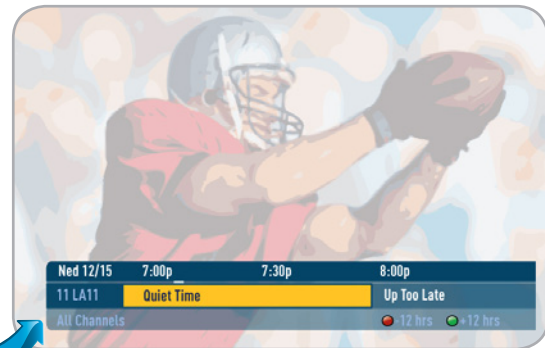 Ned 12/15 7:00p 7:30p 8:00p
11 LA11 Quiet Time Up Too Late
All Channels -12 hrs +12 hrs